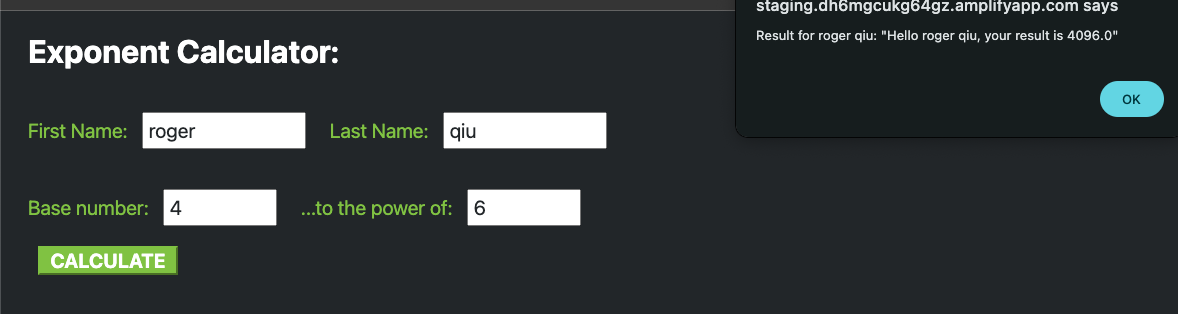 staging.dh6mgcukg64gz.amplifyapp.com says
Result for roger qiu: "Hello roger qiu, your result is 4096.0"
OK
Exponent Calculator:
First Name: roger Last Name: qiu
Base number: 4 ...to the power of: 6
CALCULATE